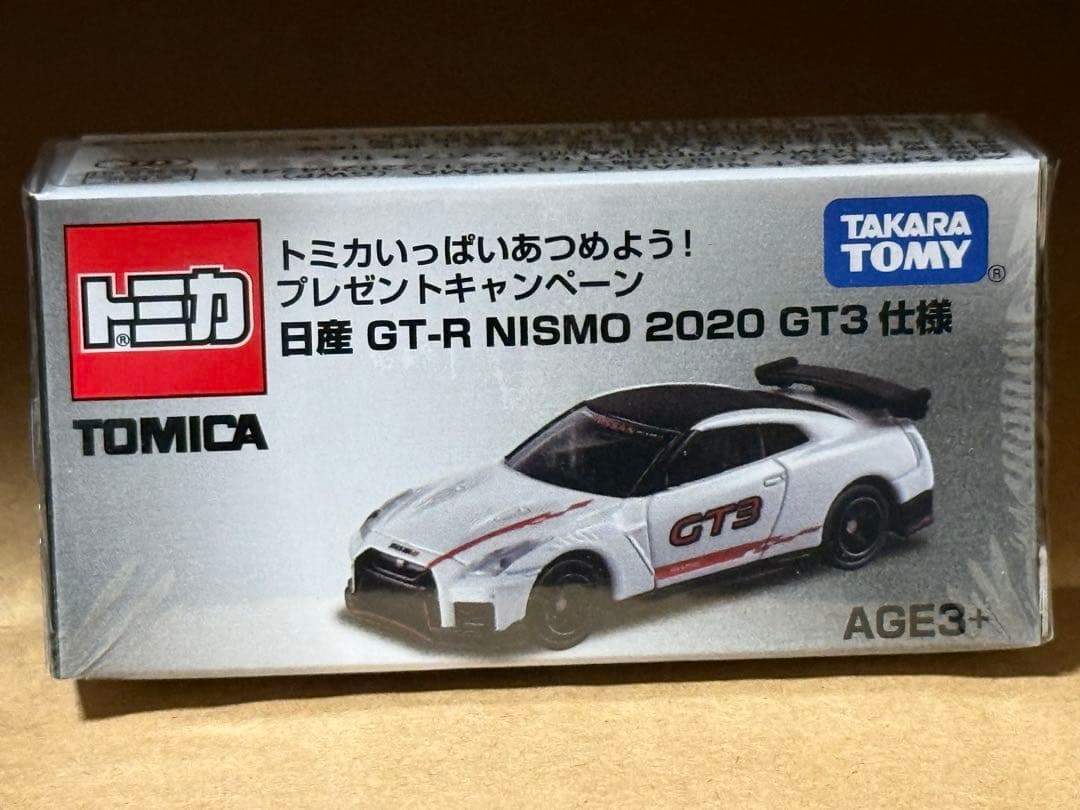 トミカいっぱいあつめよう!
プレゼントキャンペーン
日産 GT-R NISMO 2020 GT3 仕様
TAKARA
TOMY
®
トミカ
®
TOMICA
NISSAN
GT3
AGE3+